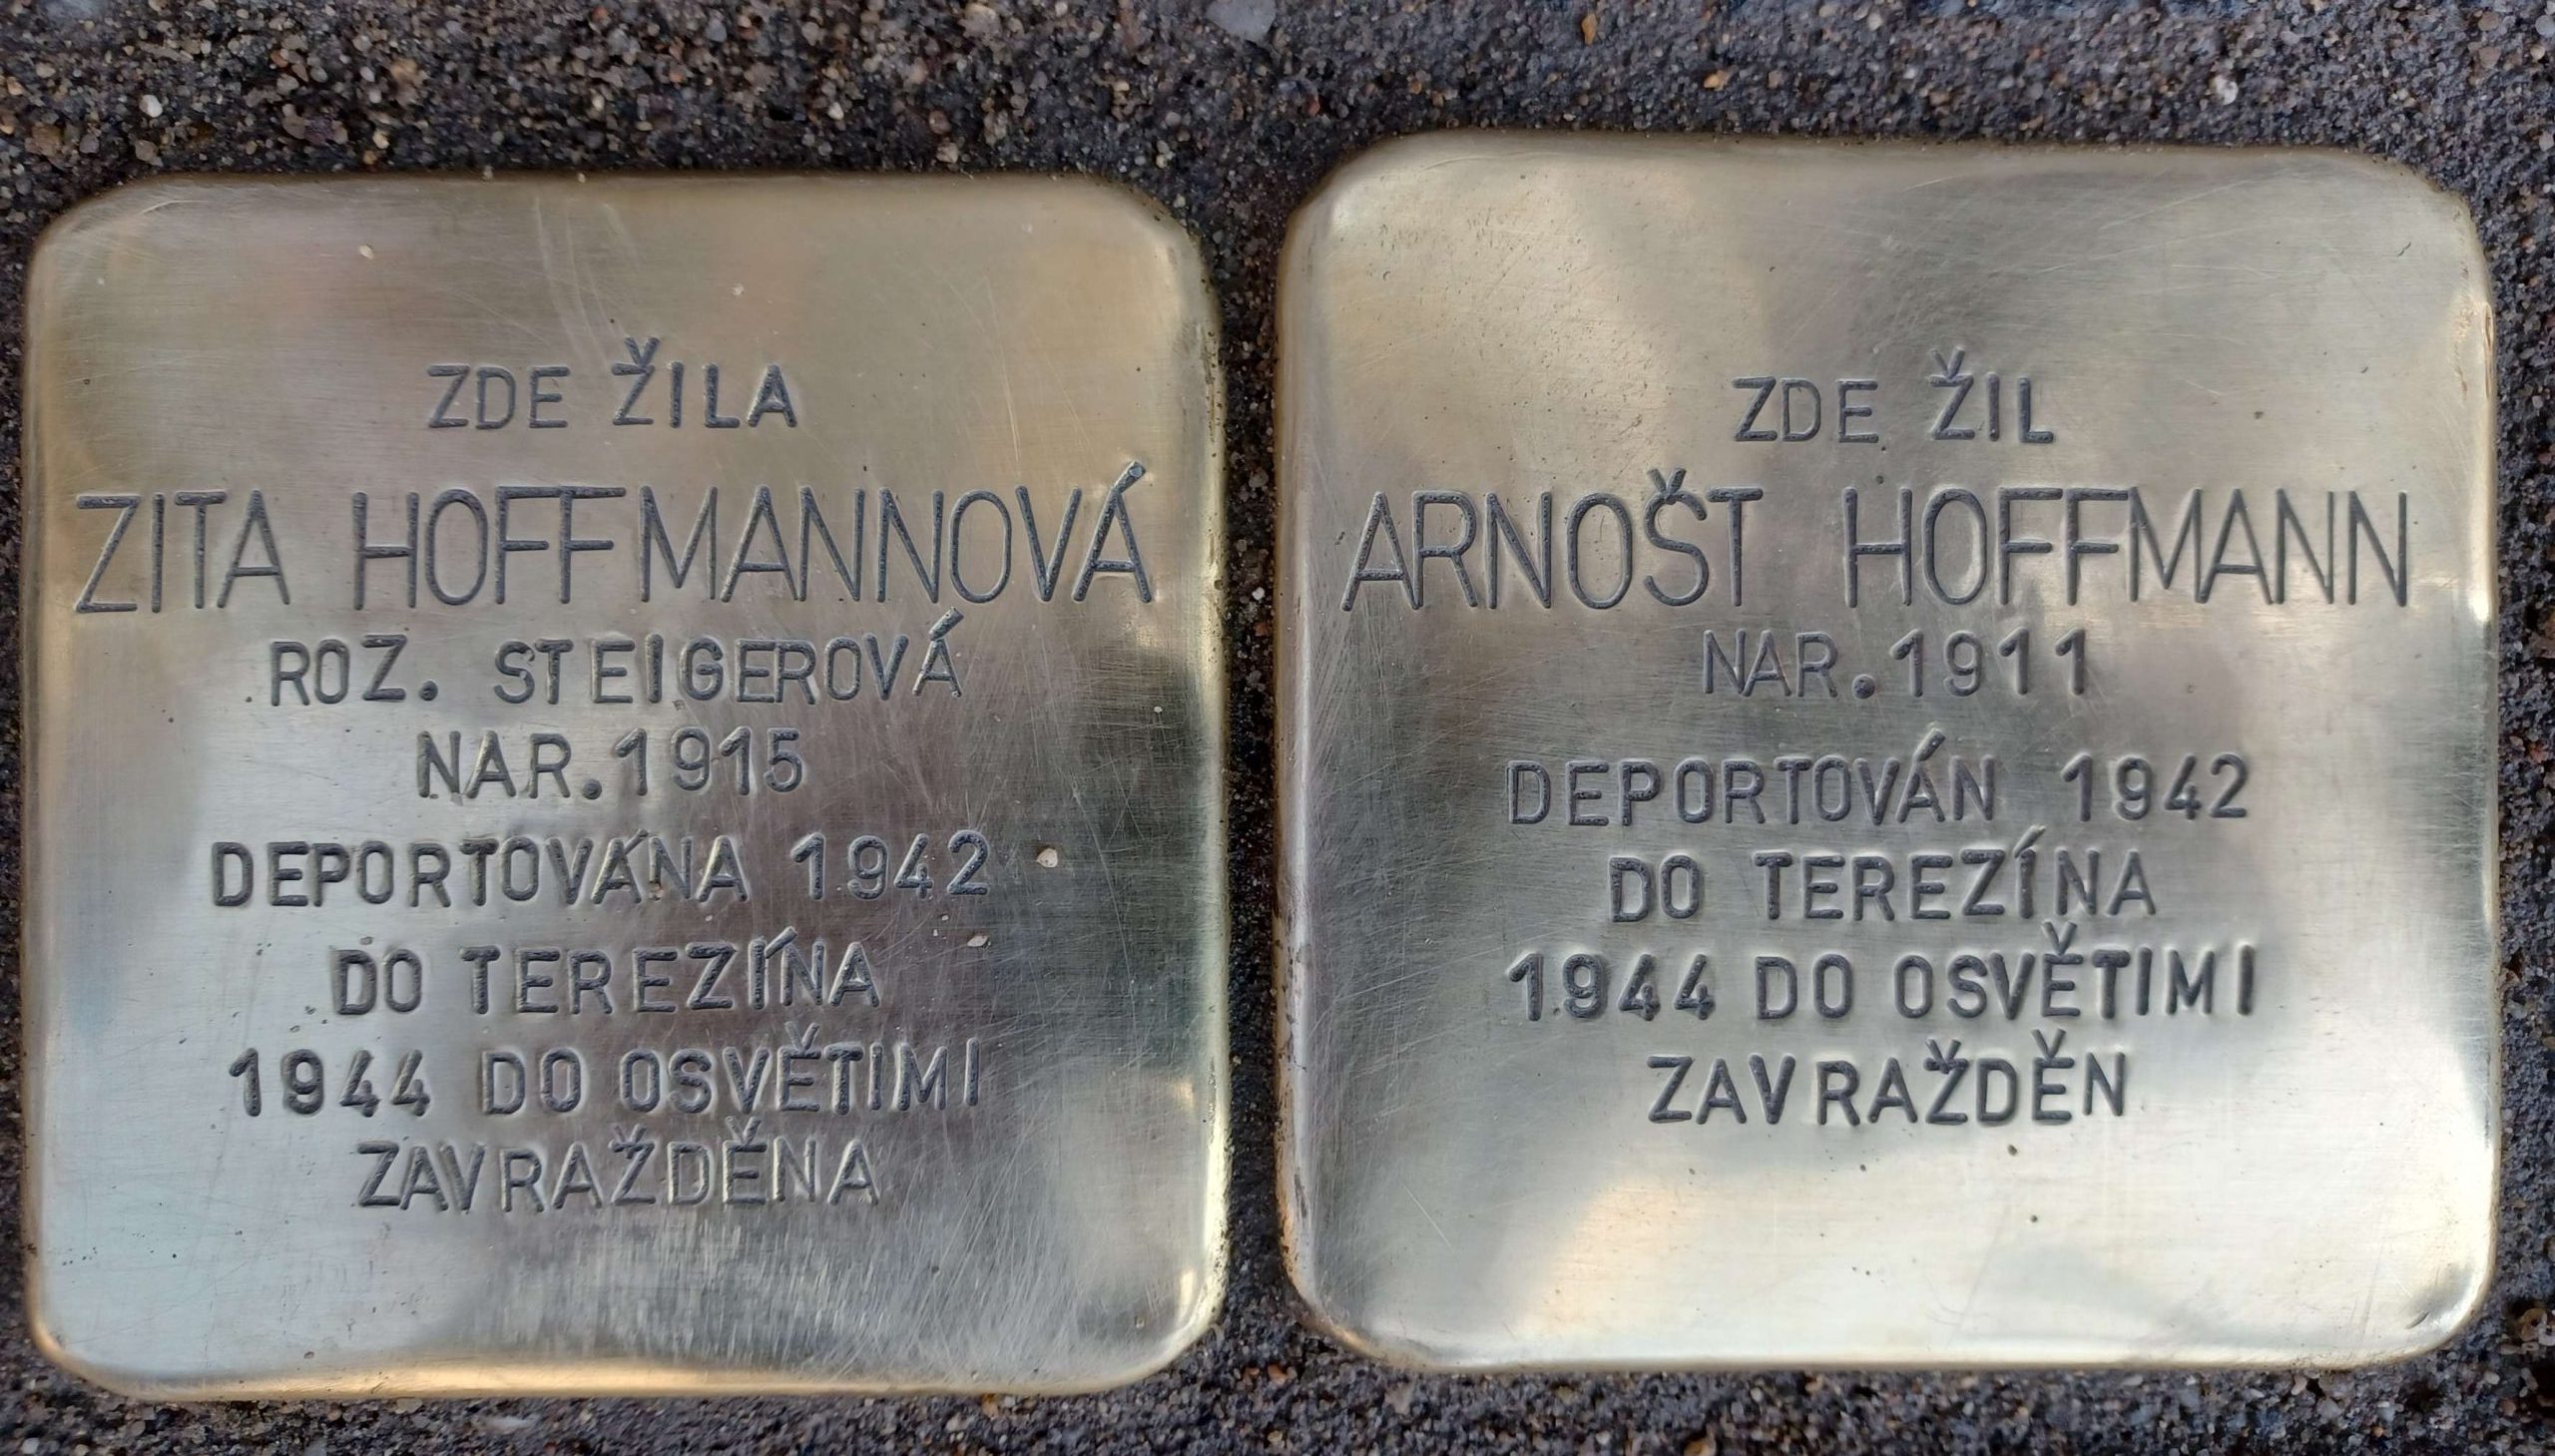 ZDE ŽILA
ZITA HOFFMANNOVÁ
ROZ. STEIGEROVÁ
NAR. 1915
DEPORTOVÁNA 1942
DO TEREZÍNA
1944 DO OSVĚTIMI
ZAVRAŽDĚNA
ZDE ŽIL
ARNOŠT HOFFMANN
NAR. 1911
DEPORTOVÁN 1942
DO TEREZÍNA
1944 DO OSVĚTIMI
ZAVRAŽDĚN